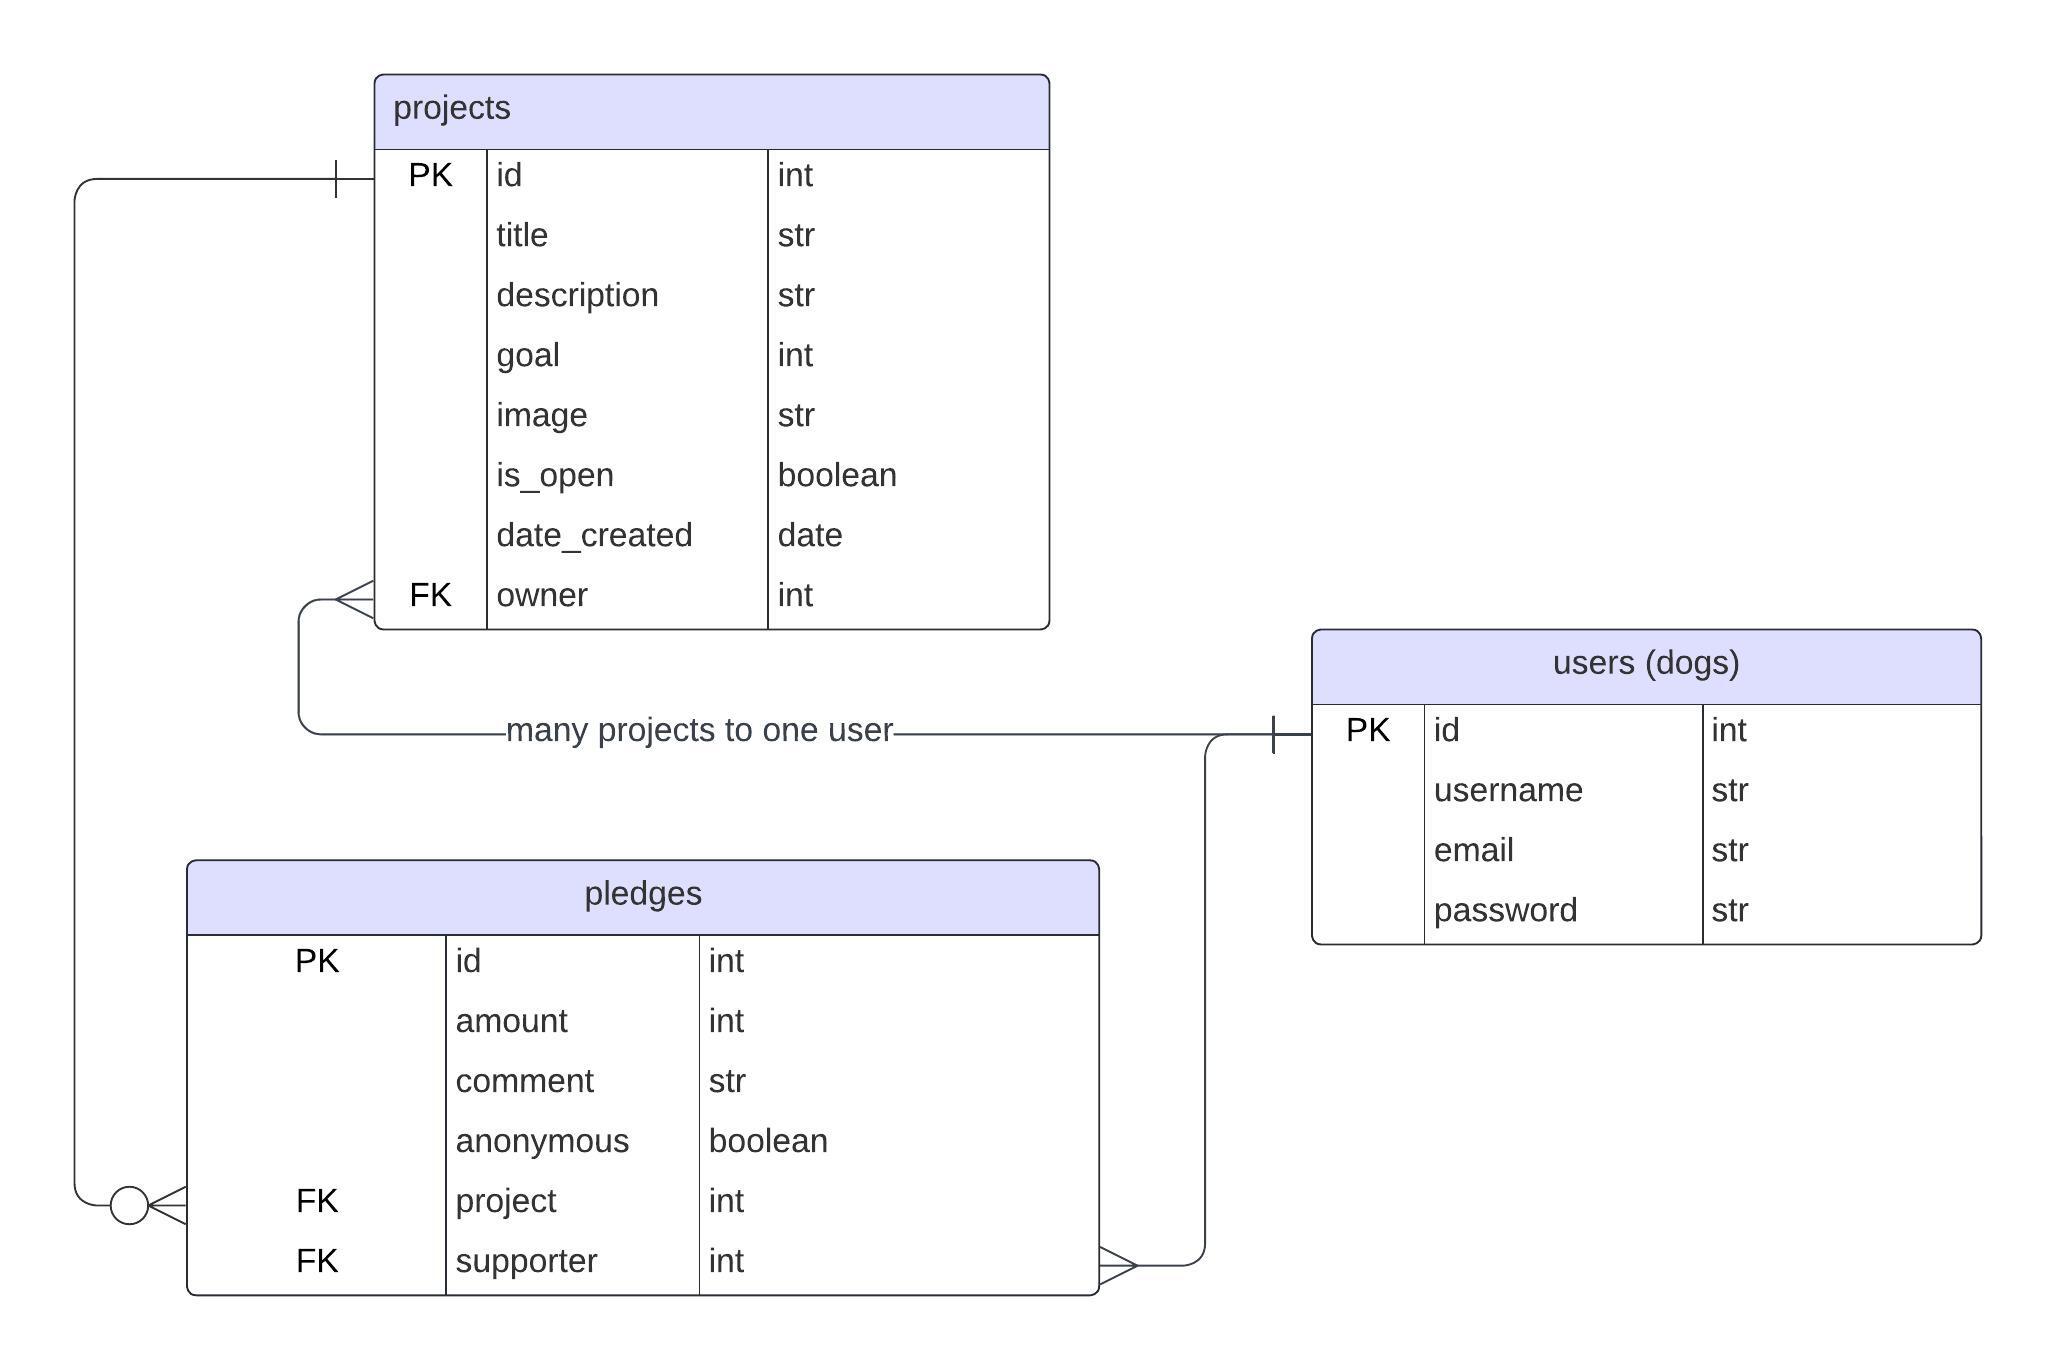 projects
PK id int
title str
description str
goal int
image str
is_open boolean
date_created date
FK owner int
many projects to one user
users (dogs)
PK id int
username str
email str
password str
pledges
PK id int
amount int
comment str
anonymous boolean
FK project int
FK supporter int